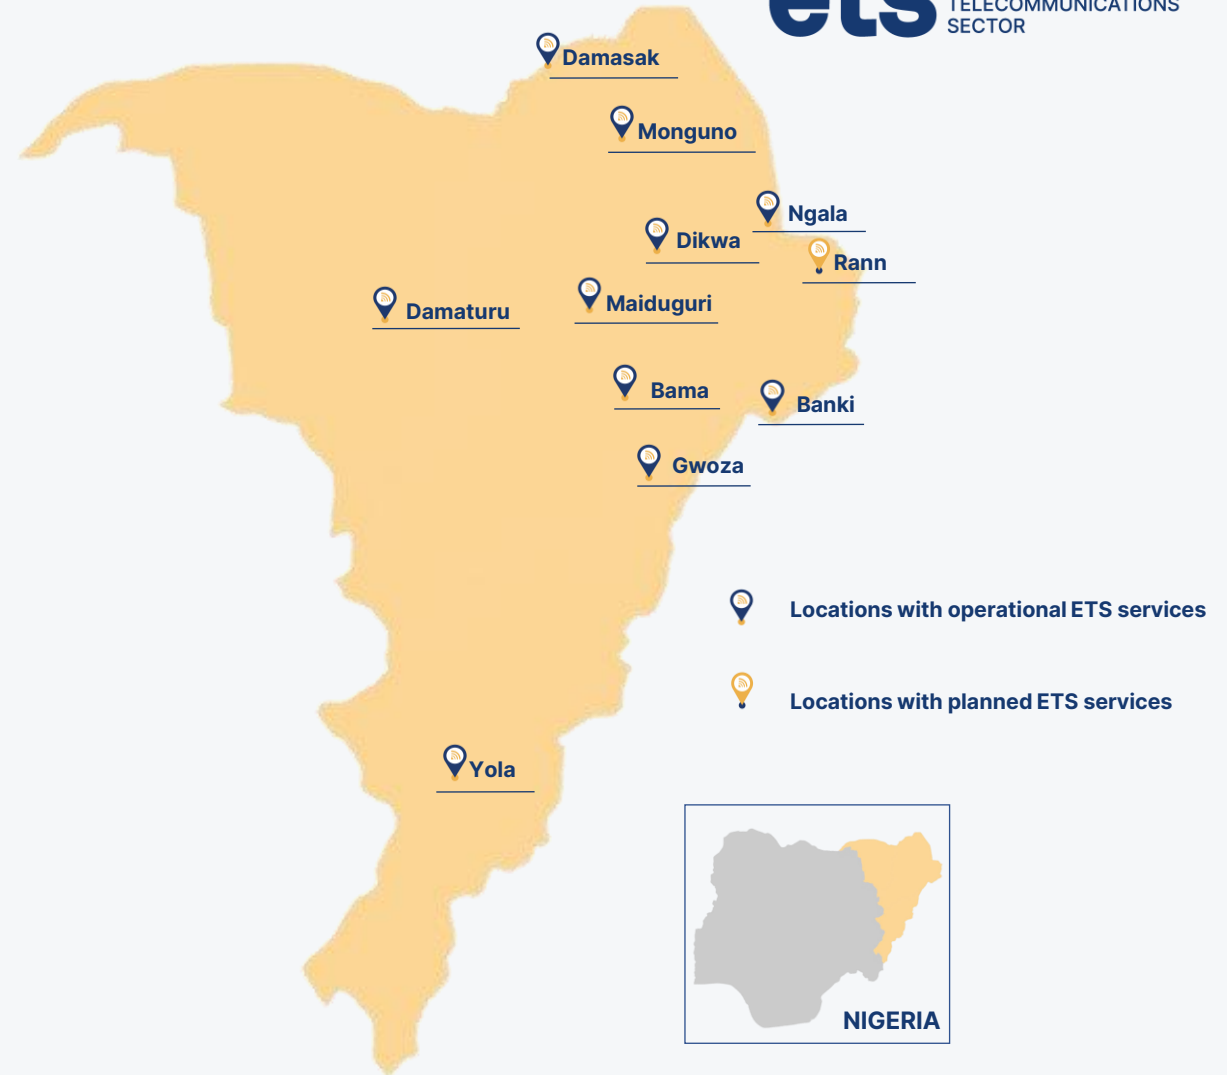 ets
TELECOMMUNICATIONS
SECTOR
Damasak
Monguno
Ngala
Dikwa
Rann
Maiduguri
Damaturu
Bama
Banki
Gwoza
Locations with operational ETS services
Locations with planned ETS services
Yola
NIGERIA